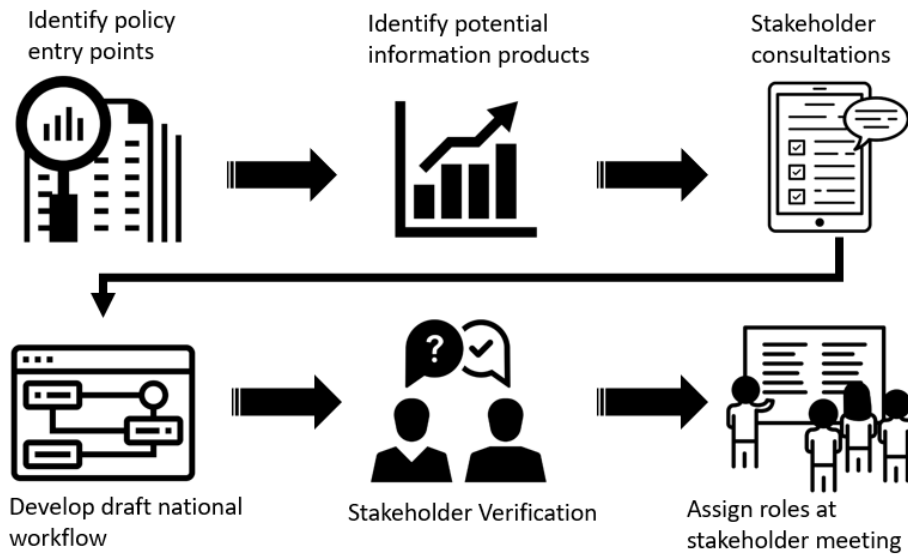 Identify policy
entry points
Identify potential
information products
Stakeholder
consultations
?
Develop draft national
workflow
Stakeholder Verification
Assign roles at
stakeholder meeting